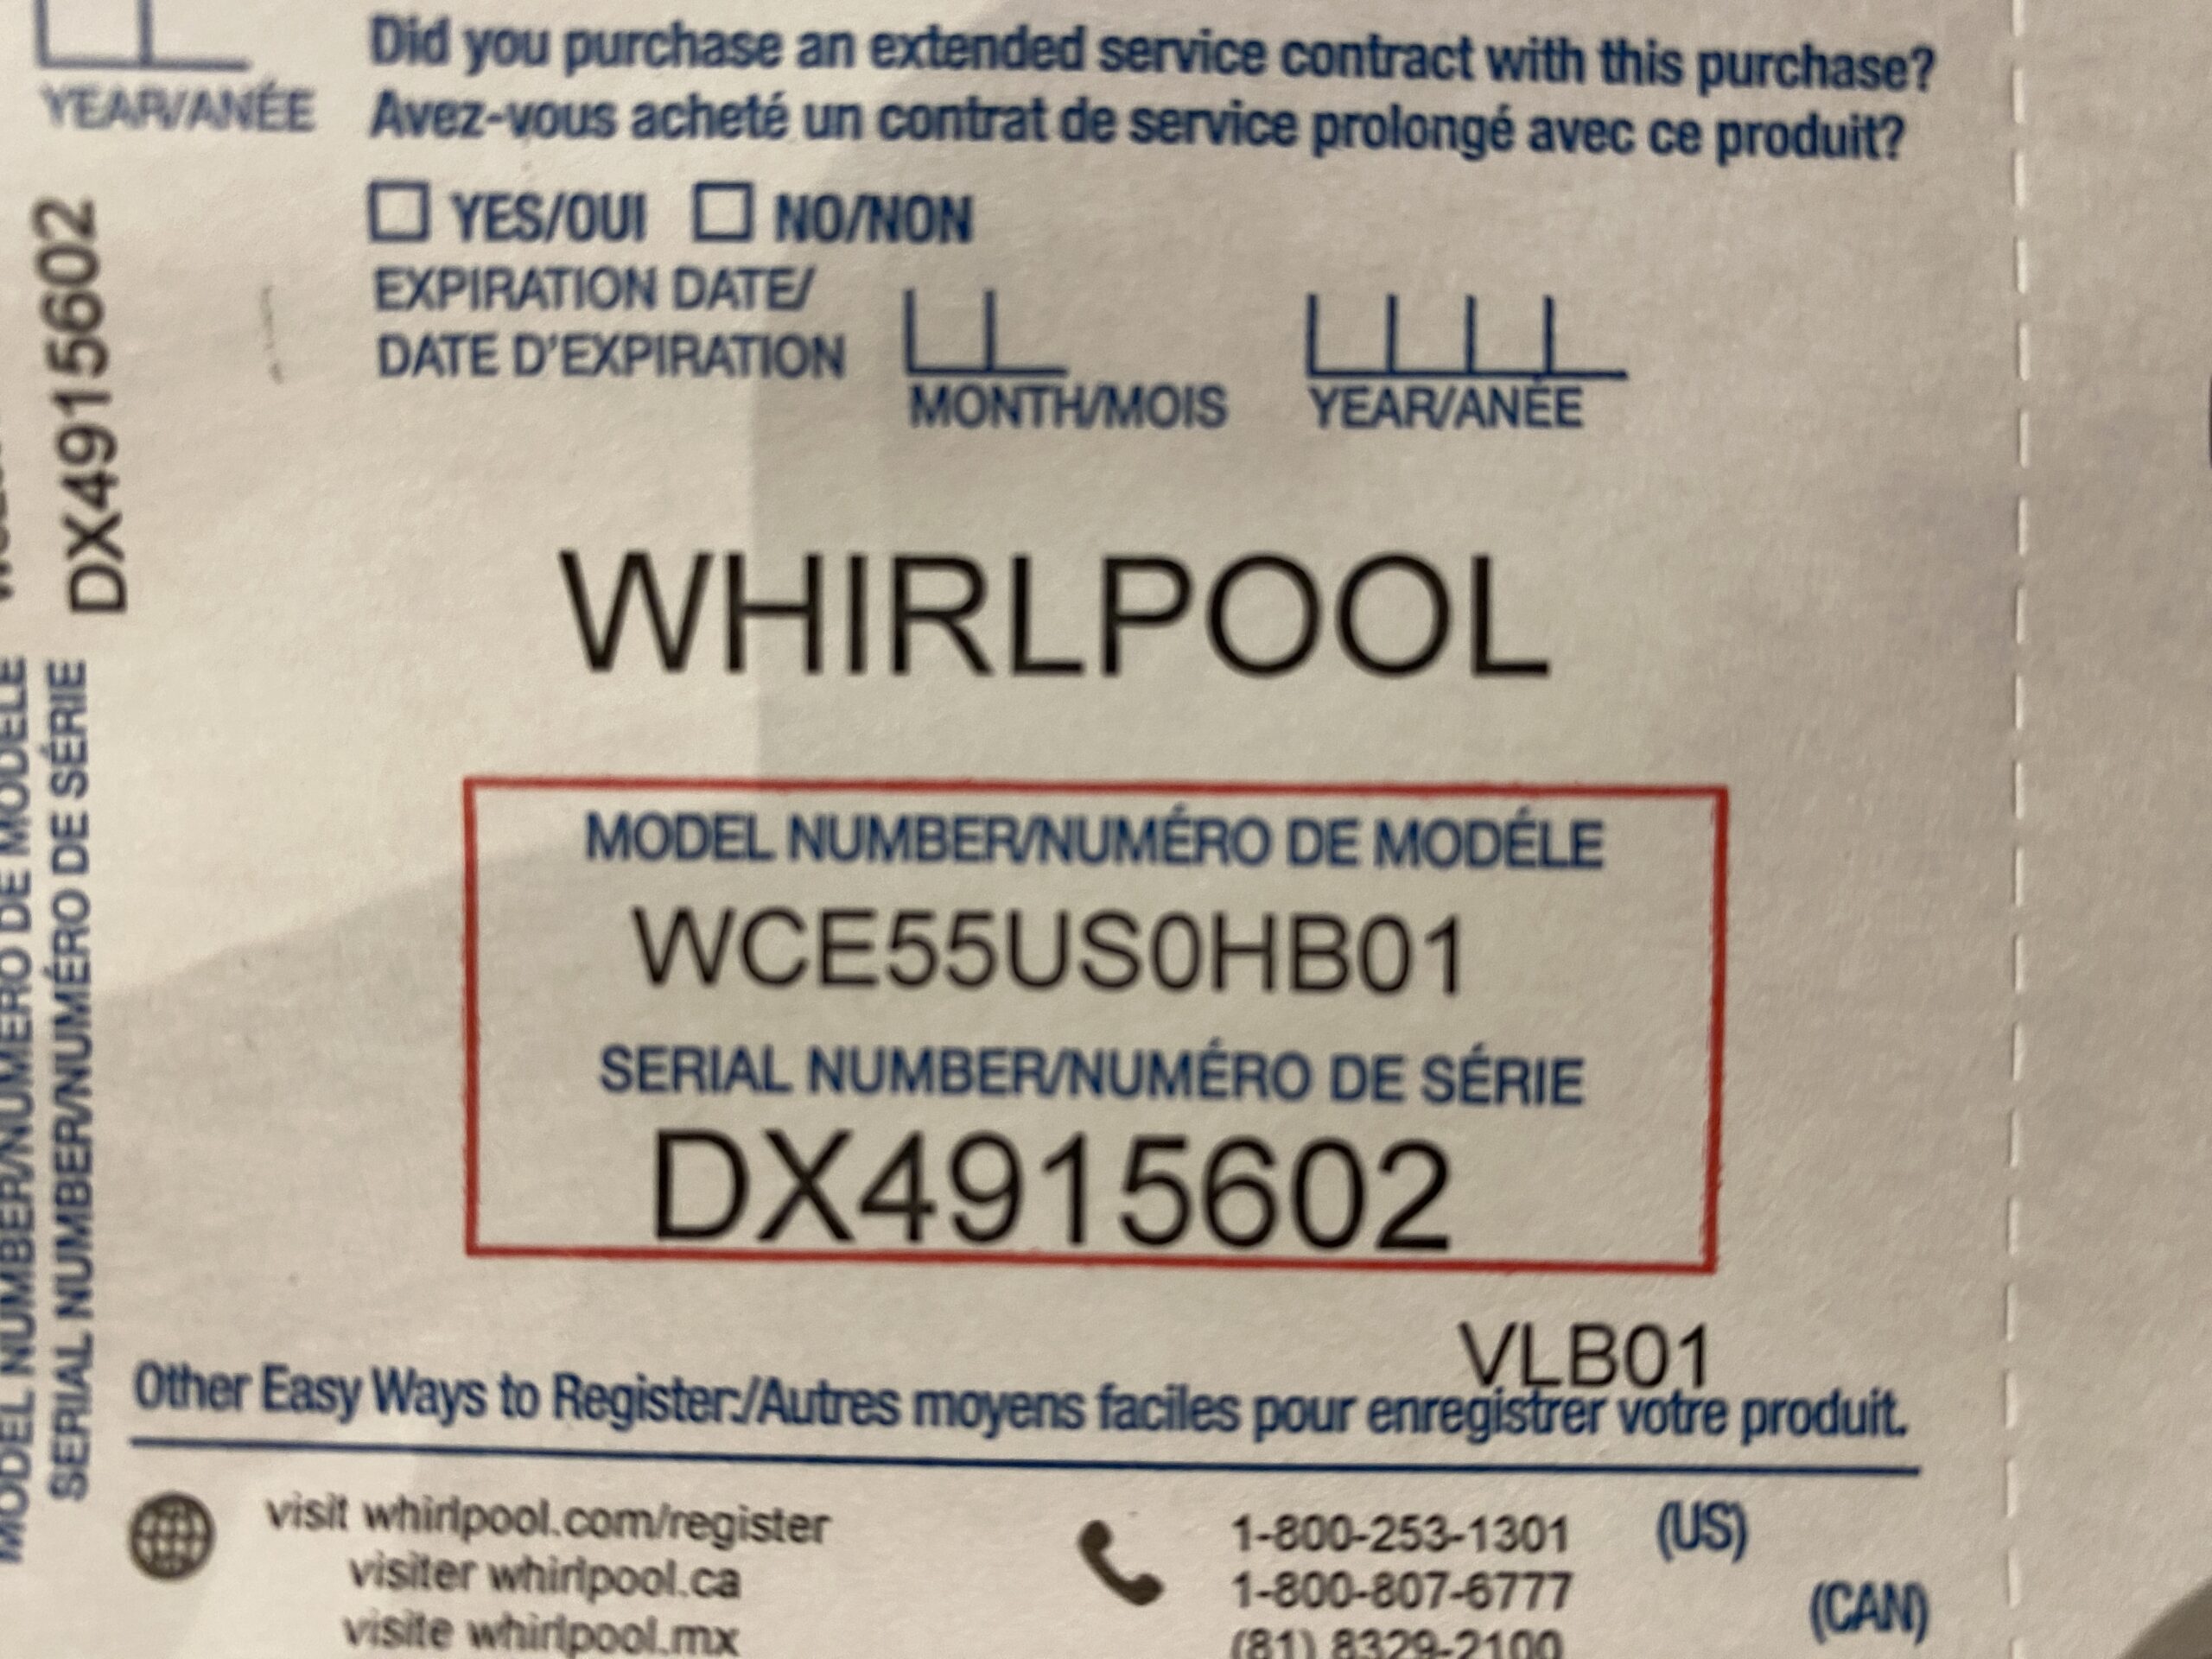 YEAR/ANÉE
Did you purchase an extended service contract with this purchase?
Avez-vous acheté un contrat de service prolongé avec ce produit?
YES/OUI NO/NON
EXPIRATION DATE/
DATE D'EXPIRATION
MONTH/MOIS YEAR/ANÉE
WHIRLPOOL
MODEL NUMBER/NUMÉRO DE MODÉLE
WCE55US0HB01
SERIAL NUMBER/NUMÉRO DE SÉRIE
DX4915602
VLB01
Other Easy Ways to Register:/Autres moyens faciles pour enregistrer votre produit.
visit whirlpool.com/register
visiter whirlpool.ca
visite whirlpool.mx
1-800-253-1301 (US)
1-800-807-6777 (CAN)
(81) 8329-2100
MODEL NUMBER/NUMÉRO DE MODÉLE
SERIAL NUMBER/NUMÉRO DE SÉRIE DX4915602